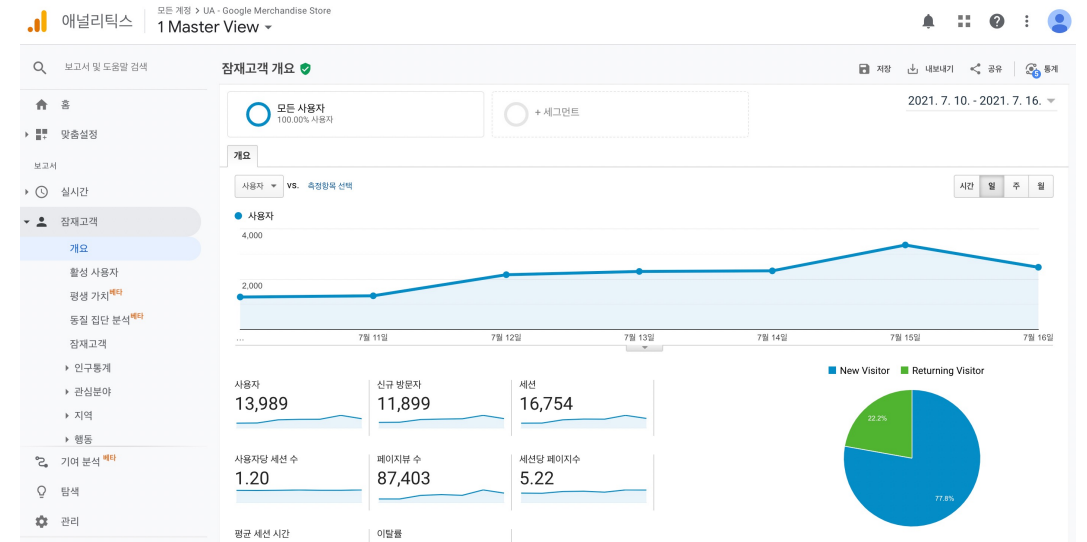 애널리틱스
모든 계정 > UA - Google Merchandise Store
1 Master View
보고서 및 도움말 검색
홈
맞춤설정
보고서
실시간
잠재고객
개요
활성 사용자
평생 가치 베타
동질 집단 분석 베타
잠재고객
인구통계
관심분야
지역
행동
기여 분석 베타
탐색
관리
잠재고객 개요
저장
내보내기
공유
5
통계
모든 사용자
100.00% 사용자
+ 세그먼트
2021. 7. 10. - 2021. 7. 16.
개요
사용자
VS.
측정항목 선택
시간
일
주
월
사용자
4,000
2,000
...
7월 11일
7월 12일
7월 13일
7월 14일
7월 15일
7월 16일
사용자
13,989
신규 방문자
11,899
세션
16,754
사용자당 세션 수
1.20
페이지뷰 수
87,403
세션당 페이지수
5.22
평균 세션 시간
이탈률
New Visitor
Returning Visitor
22.2%
77.8%